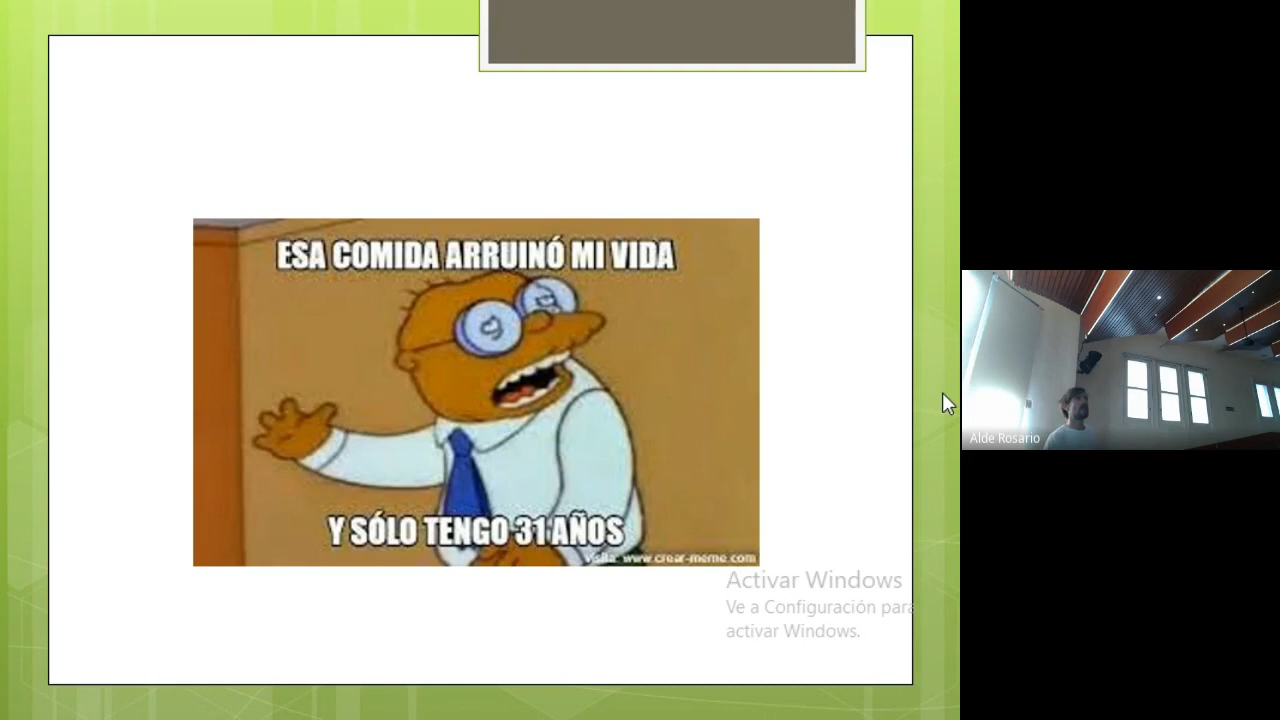 ESA COMIDA ARRUINÓ MI VIDA
Y SÓLO TENGO 31 AÑOS
Visita: www.crear-meme.com
Activar Windows
Ve a Configuración para
activar Windows.
Alde Rosario